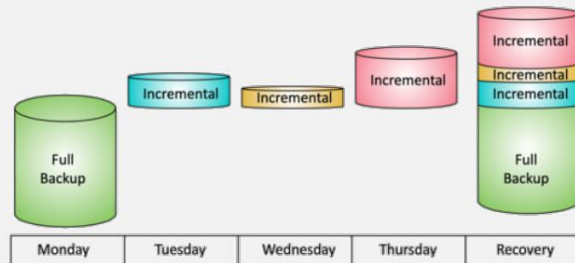 Full
Backup
Incremental
Incremental
Incremental
Incremental
Incremental
Incremental
Full
Backup
Monday
Tuesday
Wednesday
Thursday
Recovery